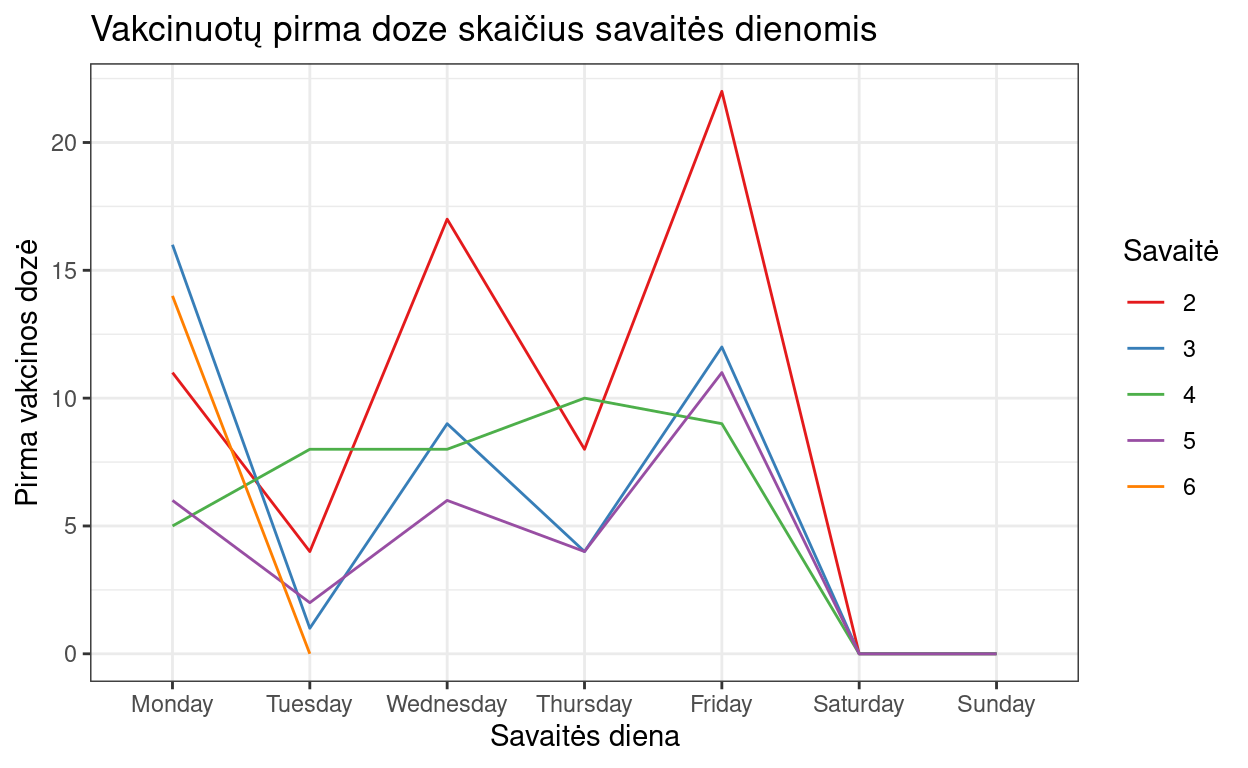 Vakcinuotų pirma doze skaičius savaitės dienomis
Pirma vakcinos dozė
20
15
10
5
0
Monday Tuesday Wednesday Thursday Friday Saturday Sunday
Savaitės diena
Savaitė
2
3
4
5
6